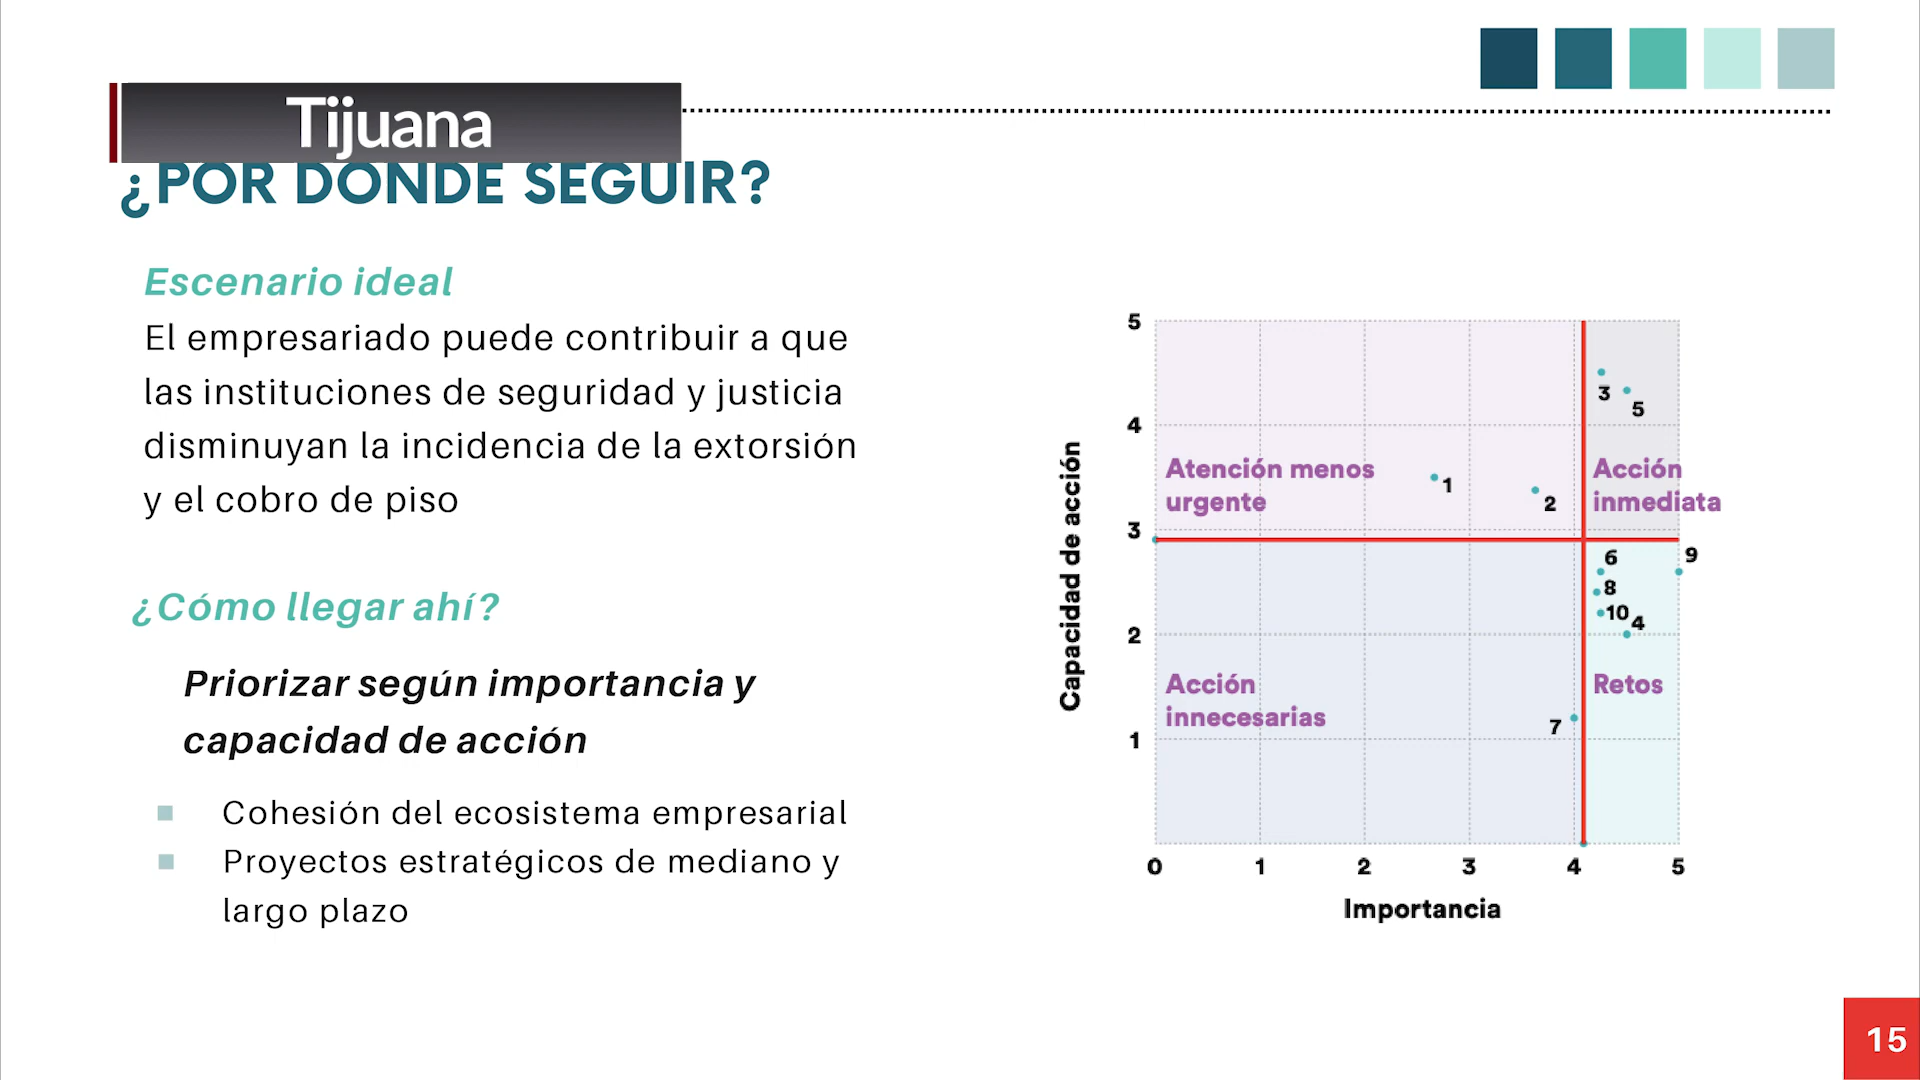 Tijuana
¿POR DONDE SEGUIR?
Escenario ideal
El empresariado puede contribuir a que
las instituciones de seguridad y justicia
disminuyan la incidencia de la extorsión
y el cobro de piso
¿Cómo llegar ahí?
Priorizar según importancia y
capacidad de acción
Cohesión del ecosistema empresarial
Proyectos estratégicos de mediano y
largo plazo
Capacidad de acción
5
4
3
2
1
Atención menos
urgente
Acción
inmediata
Acción
innecesarias
Retos
3
5
1
2
6
9
8
10
4
7
0 1 2 3 4 5
Importancia
15